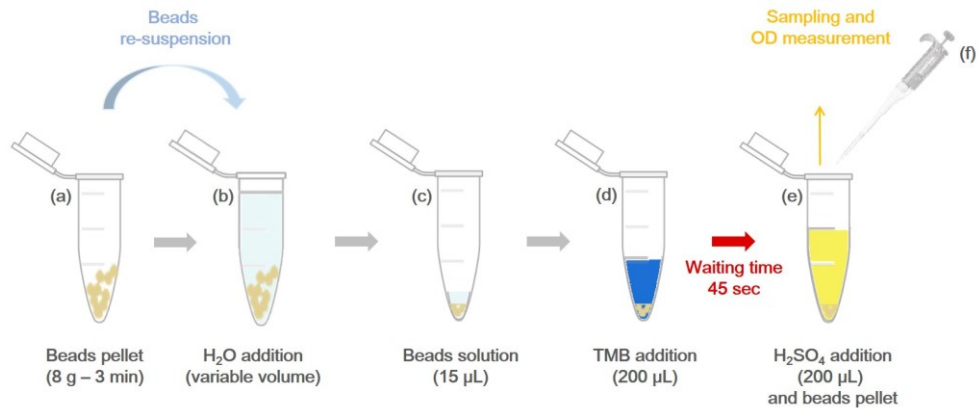 Beads
re-suspension
Sampling and
OD measurement
(f)
(a)
(b)
(c)
(d)
(e)
Waiting time
45 sec
Beads pellet
(8 g – 3 min)
H₂O addition
(variable volume)
Beads solution
(15 µL)
TMB addition
(200 µL)
H₂SO₄ addition
(200 µL)
and beads pellet